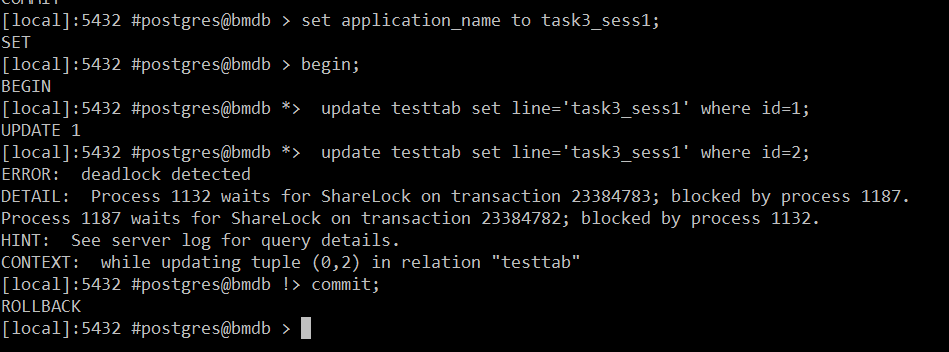 COMMIT
[local]:5432 #postgres@bmdb > set application_name to task3_sess1;
SET
[local]:5432 #postgres@bmdb > begin;
BEGIN
[local]:5432 #postgres@bmdb *>  update testtab set line='task3_sess1' where id=1;
UPDATE 1
[local]:5432 #postgres@bmdb *>  update testtab set line='task3_sess1' where id=2;
ERROR:  deadlock detected
DETAIL:  Process 1132 waits for ShareLock on transaction 23384783; blocked by process 1187.
Process 1187 waits for ShareLock on transaction 23384782; blocked by process 1132.
HINT:  See server log for query details.
CONTEXT:  while updating tuple (0,2) in relation "testtab"
[local]:5432 #postgres@bmdb !> commit;
ROLLBACK
[local]:5432 #postgres@bmdb >